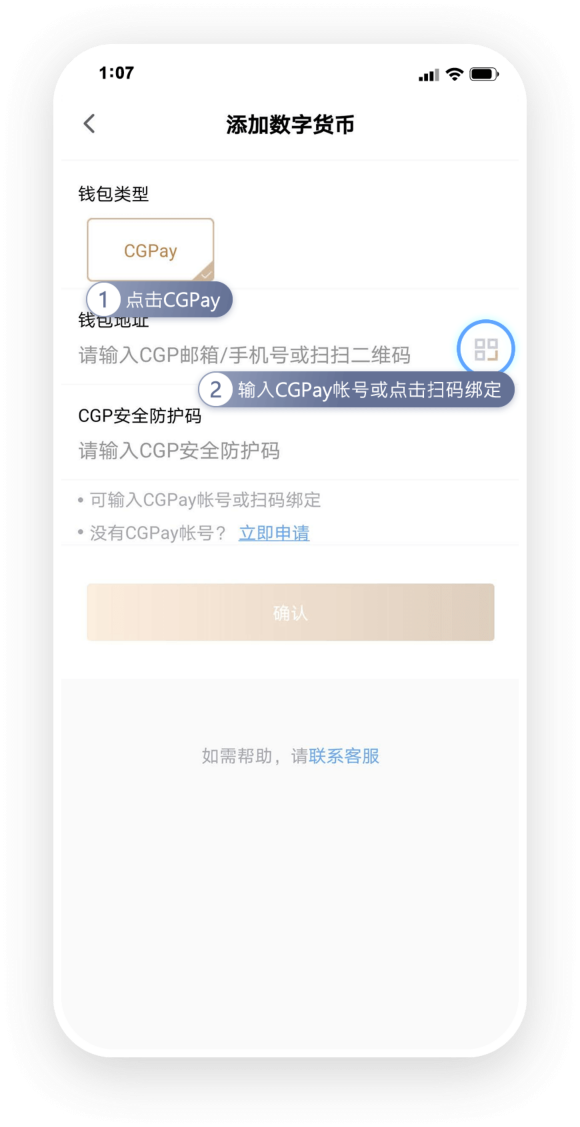 1:07
添加数字货币
钱包类型
CGPay
1 点击CGPay
钱包地址
请输入CGP邮箱/手机号或扫扫二维码
2 输入CGPay帐号或点击扫码绑定
CGP安全防护码
请输入CGP安全防护码
• 可输入CGPay帐号或扫码绑定
• 没有CGPay帐号？ 立即申请
确认
如需帮助，请联系客服